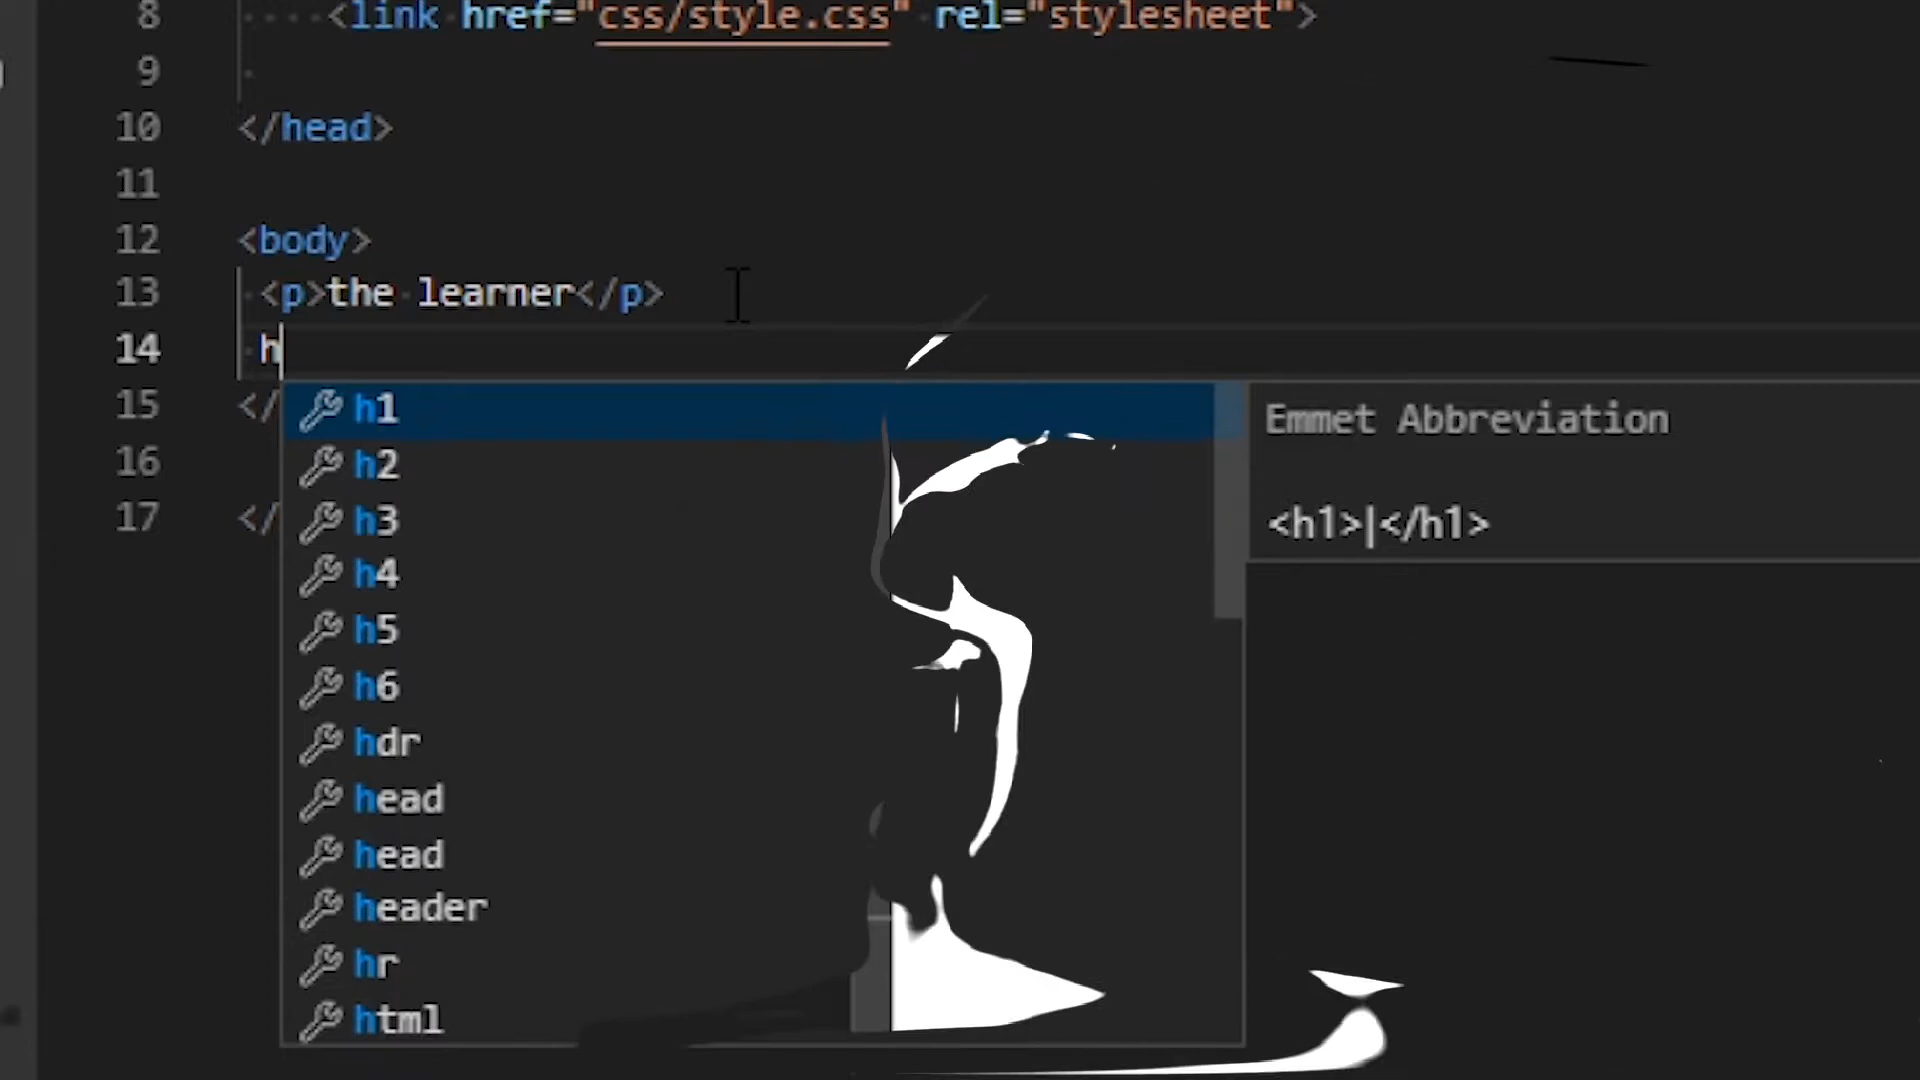 8 <link href="css/style.css" rel="stylesheet">
9
10 </head>
11
12 <body>
13 <p>the learner</p>
14 h
15 </
16
17 </
h1
h2
h3
h4
h5
h6
hdr
head
head
header
hr
html
Emmet Abbreviation
<h1>|</h1>